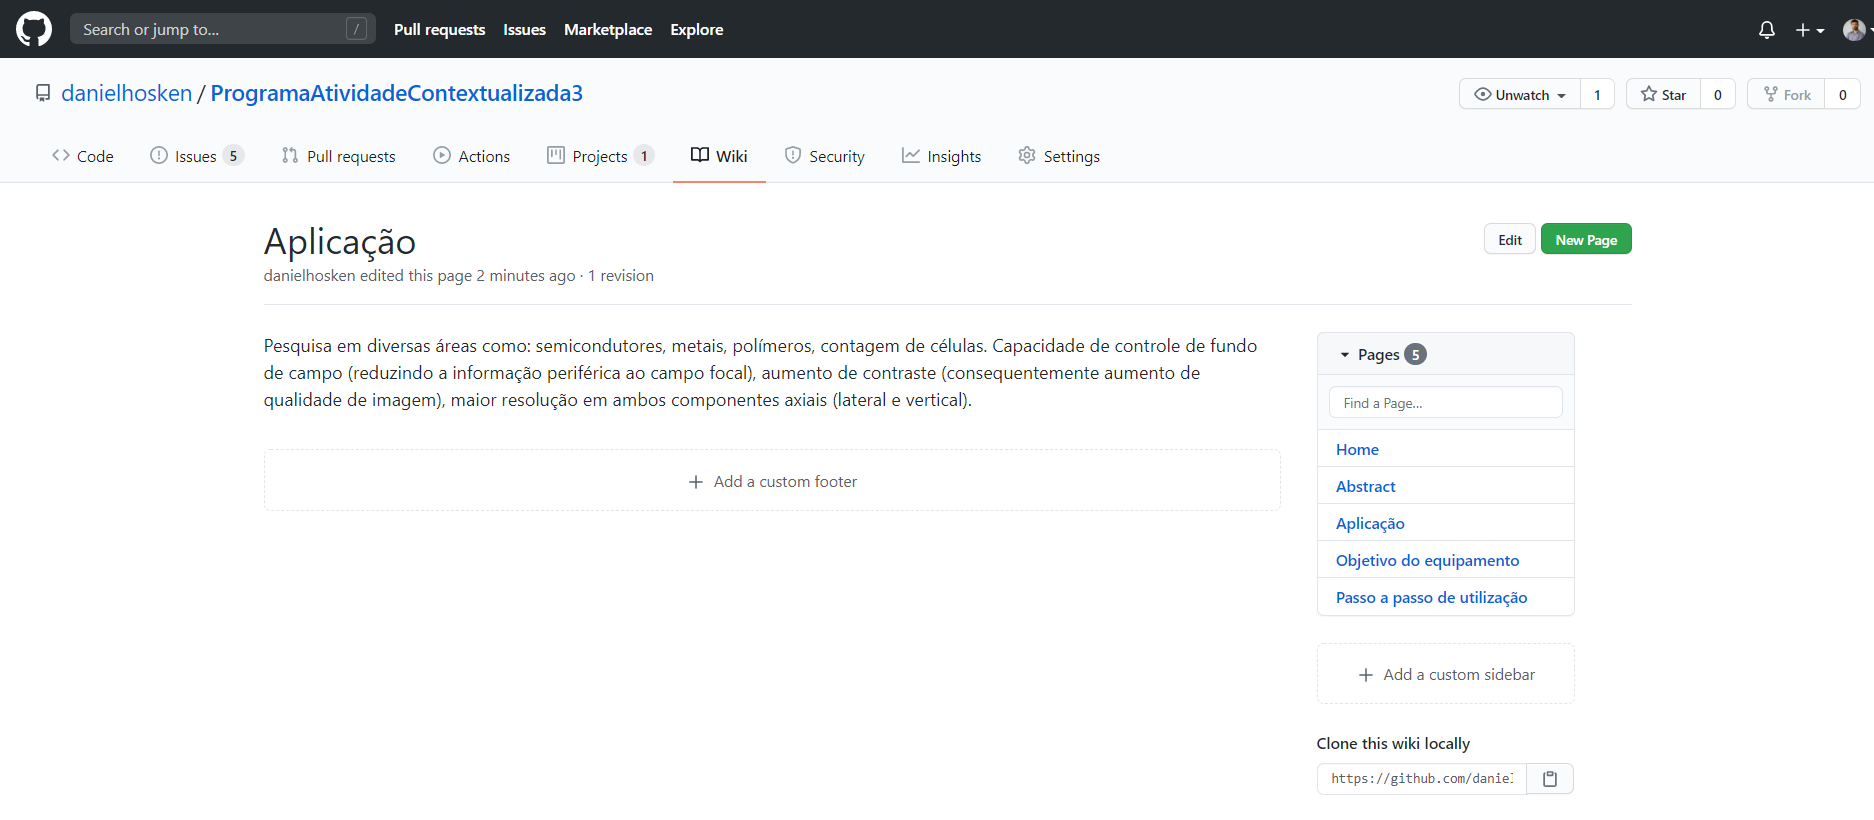 Search or jump to... /
Pull requests Issues Marketplace Explore
danielhosken / ProgramaAtividadeContextualizada3
Unwatch 1 Star 0 Fork 0
Code Issues 5 Pull requests Actions Projects 1 Wiki Security Insights Settings
Aplicação
Edit New Page
danielhosken edited this page 2 minutes ago · 1 revision
Pesquisa em diversas áreas como: semicondutores, metais, polímeros, contagem de células. Capacidade de controle de fundo
de campo (reduzindo a informação periférica ao campo focal), aumento de contraste (consequentemente aumento de
qualidade de imagem), maior resolução em ambos componentes axiais (lateral e vertical).
+ Add a custom footer
Pages 5
Find a Page...
Home
Abstract
Aplicação
Objetivo do equipamento
Passo a passo de utilização
+ Add a custom sidebar
Clone this wiki locally
https://github.com/daniel